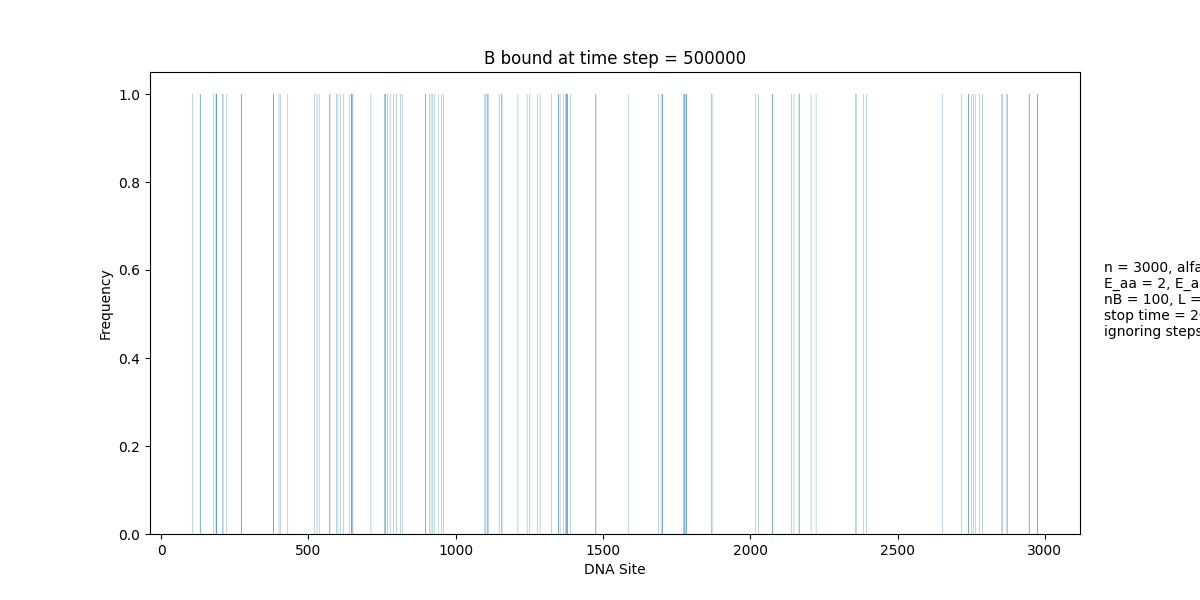 B bound at time step = 500000
1.0
0.8
0.6
0.4
0.2
0.0
Frequency
0 500 1000 1500 2000 2500 3000
DNA Site
n = 3000, alfa
E_aa = 2, E_a
nB = 100, L =
stop time = 2
ignoring steps